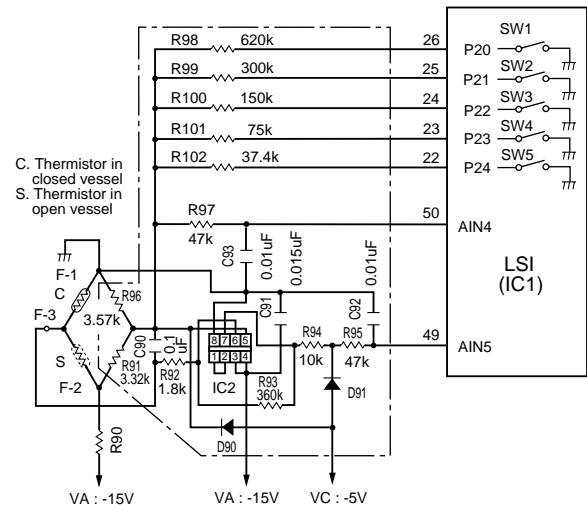 R98 620k 26 P20 SW1
R99 300k 25 P21 SW2
R100 150k 24 P22 SW3
R101 75k 23 P23 SW4
R102 37.4k 22 P24 SW5
C. Thermistor in
closed vessel
S. Thermistor in
open vessel
R97
47k
50 AIN4
C93
0.01uF
0.015uF
0.01uF
LSI
(IC1)
F-1
C
R96
F-3
3.57k
C90
0.1
uF
8 7 6 5
1 2 3 4
IC2
C91
C92
R94
10k
R95
47k
49 AIN5
S
R91
3.32k
F-2
R92
1.8k
R93
360k
D91
D90
R90
VA : -15V
VA : -15V
VC : -5V